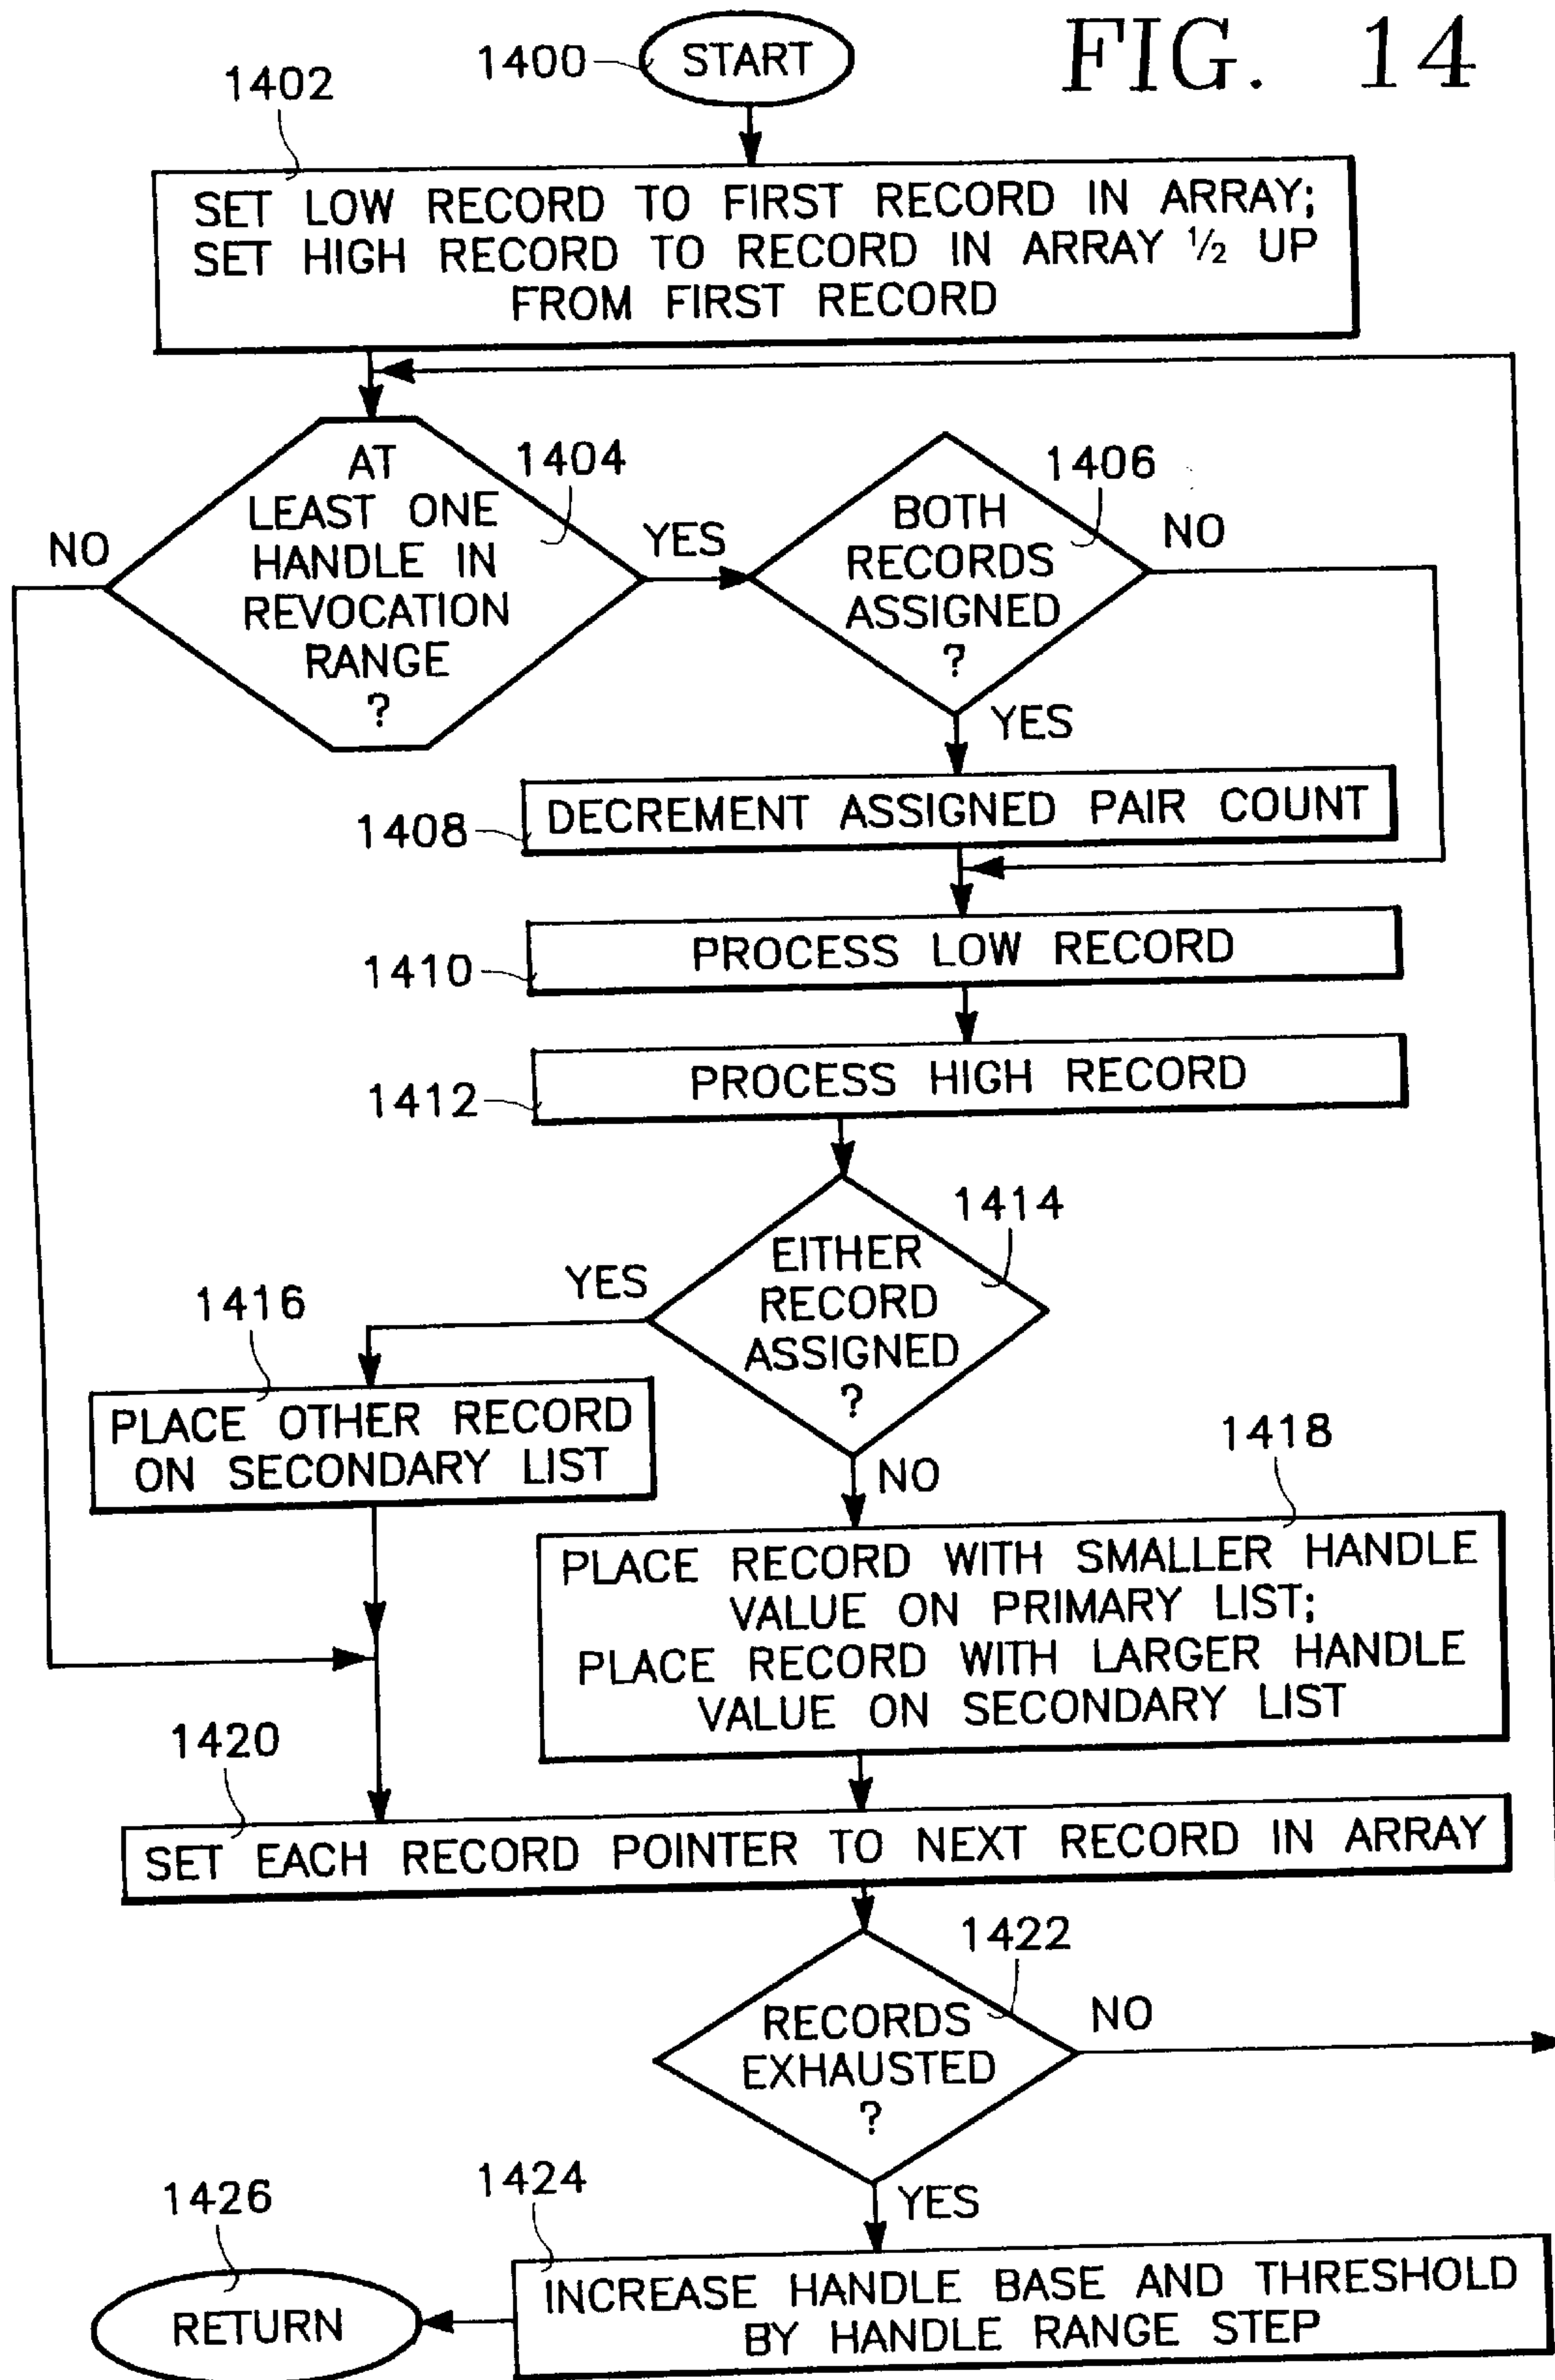 FIG. 14
1400
START
1402
SET LOW RECORD TO FIRST RECORD IN ARRAY;
SET HIGH RECORD TO RECORD IN ARRAY ½ UP
FROM FIRST RECORD
1404
AT
LEAST ONE
HANDLE IN
REVOCATION
RANGE
?
NO
YES
1406
BOTH
RECORDS
ASSIGNED
?
NO
YES
1408
DECREMENT ASSIGNED PAIR COUNT
1410
PROCESS LOW RECORD
1412
PROCESS HIGH RECORD
1414
EITHER
RECORD
ASSIGNED
?
YES
NO
1416
PLACE OTHER RECORD
ON SECONDARY LIST
1418
PLACE RECORD WITH SMALLER HANDLE
VALUE ON PRIMARY LIST;
PLACE RECORD WITH LARGER HANDLE
VALUE ON SECONDARY LIST
1420
SET EACH RECORD POINTER TO NEXT RECORD IN ARRAY
1422
RECORDS
EXHAUSTED
?
NO
YES
1424
INCREASE HANDLE BASE AND THRESHOLD
BY HANDLE RANGE STEP
1426
RETURN